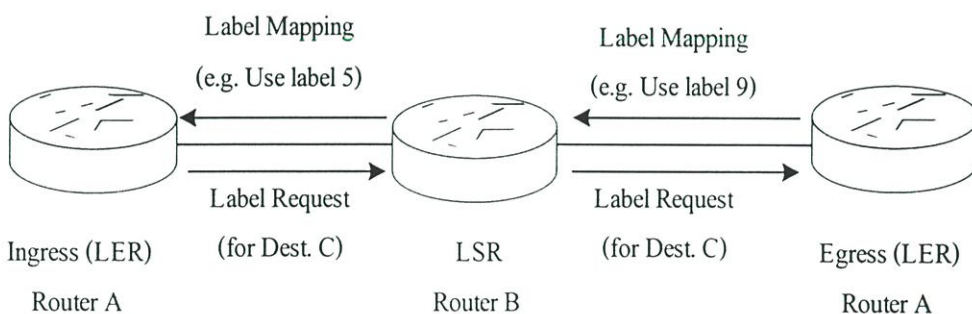 Label Mapping
(e.g. Use label 5)
Label Mapping
(e.g. Use label 9)
Label Request
(for Dest. C)
Label Request
(for Dest. C)
Ingress (LER)
Router A
LSR
Router B
Egress (LER)
Router A